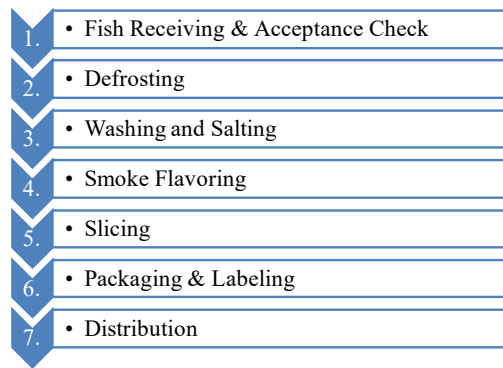 1. • Fish Receiving & Acceptance Check
2. • Defrosting
3. • Washing and Salting
4. • Smoke Flavoring
5. • Slicing
6. • Packaging & Labeling
7. • Distribution